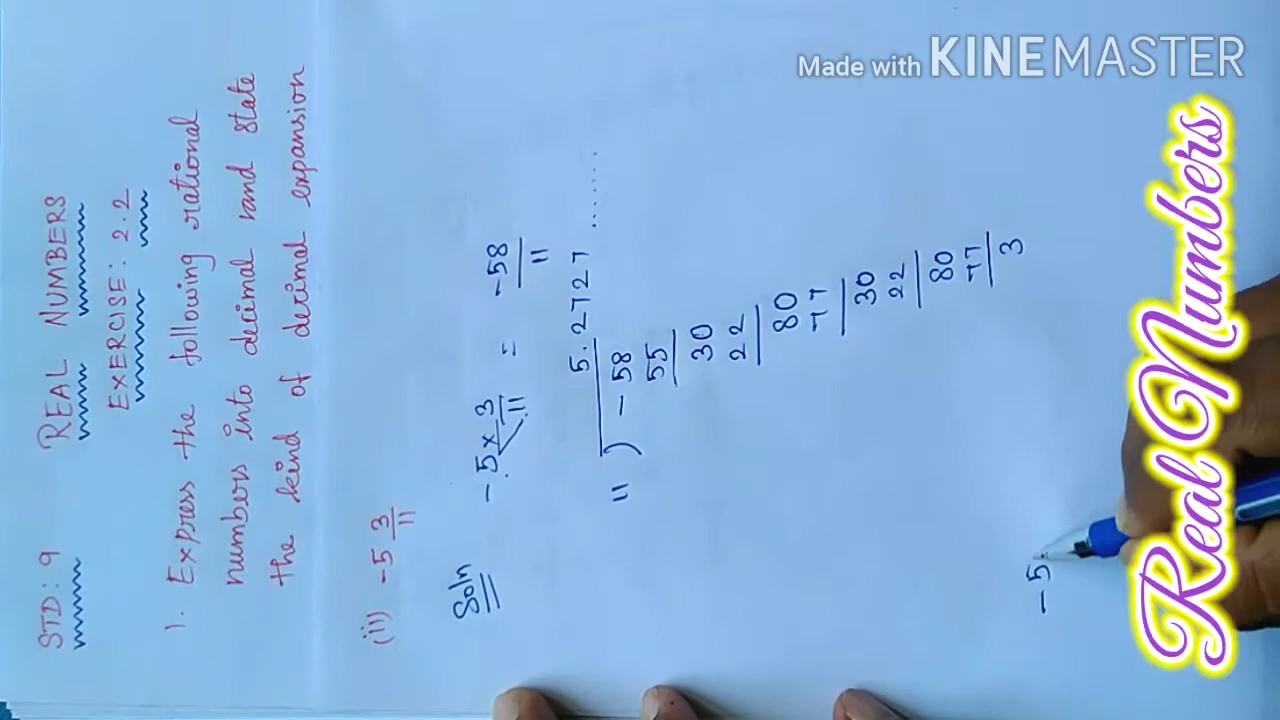 Made with KINEMASTER
Real Numbers
STD: 9 REAL NUMBERS
EXERCISE: 2.2
1. Express the following rational
numbers into decimal and state
the kind of decimal expansion
(ii) -5 3/11
Soln
-5 × 3/11 = -58/11
5.2727 .......
11 ) -58
55
30
22
80
77
30
22
80
77
3
-5